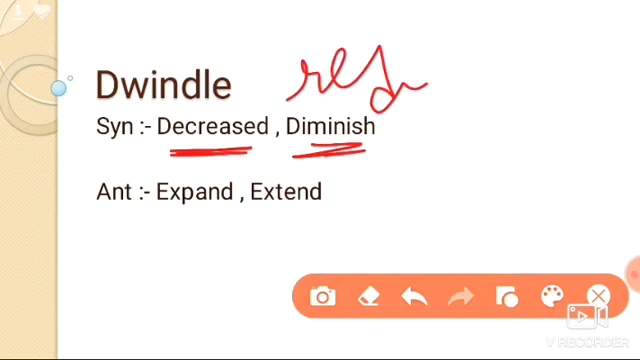 Dwindle
Syn :- Decreased , Diminish
Ant :- Expand , Extend
V RECORDER